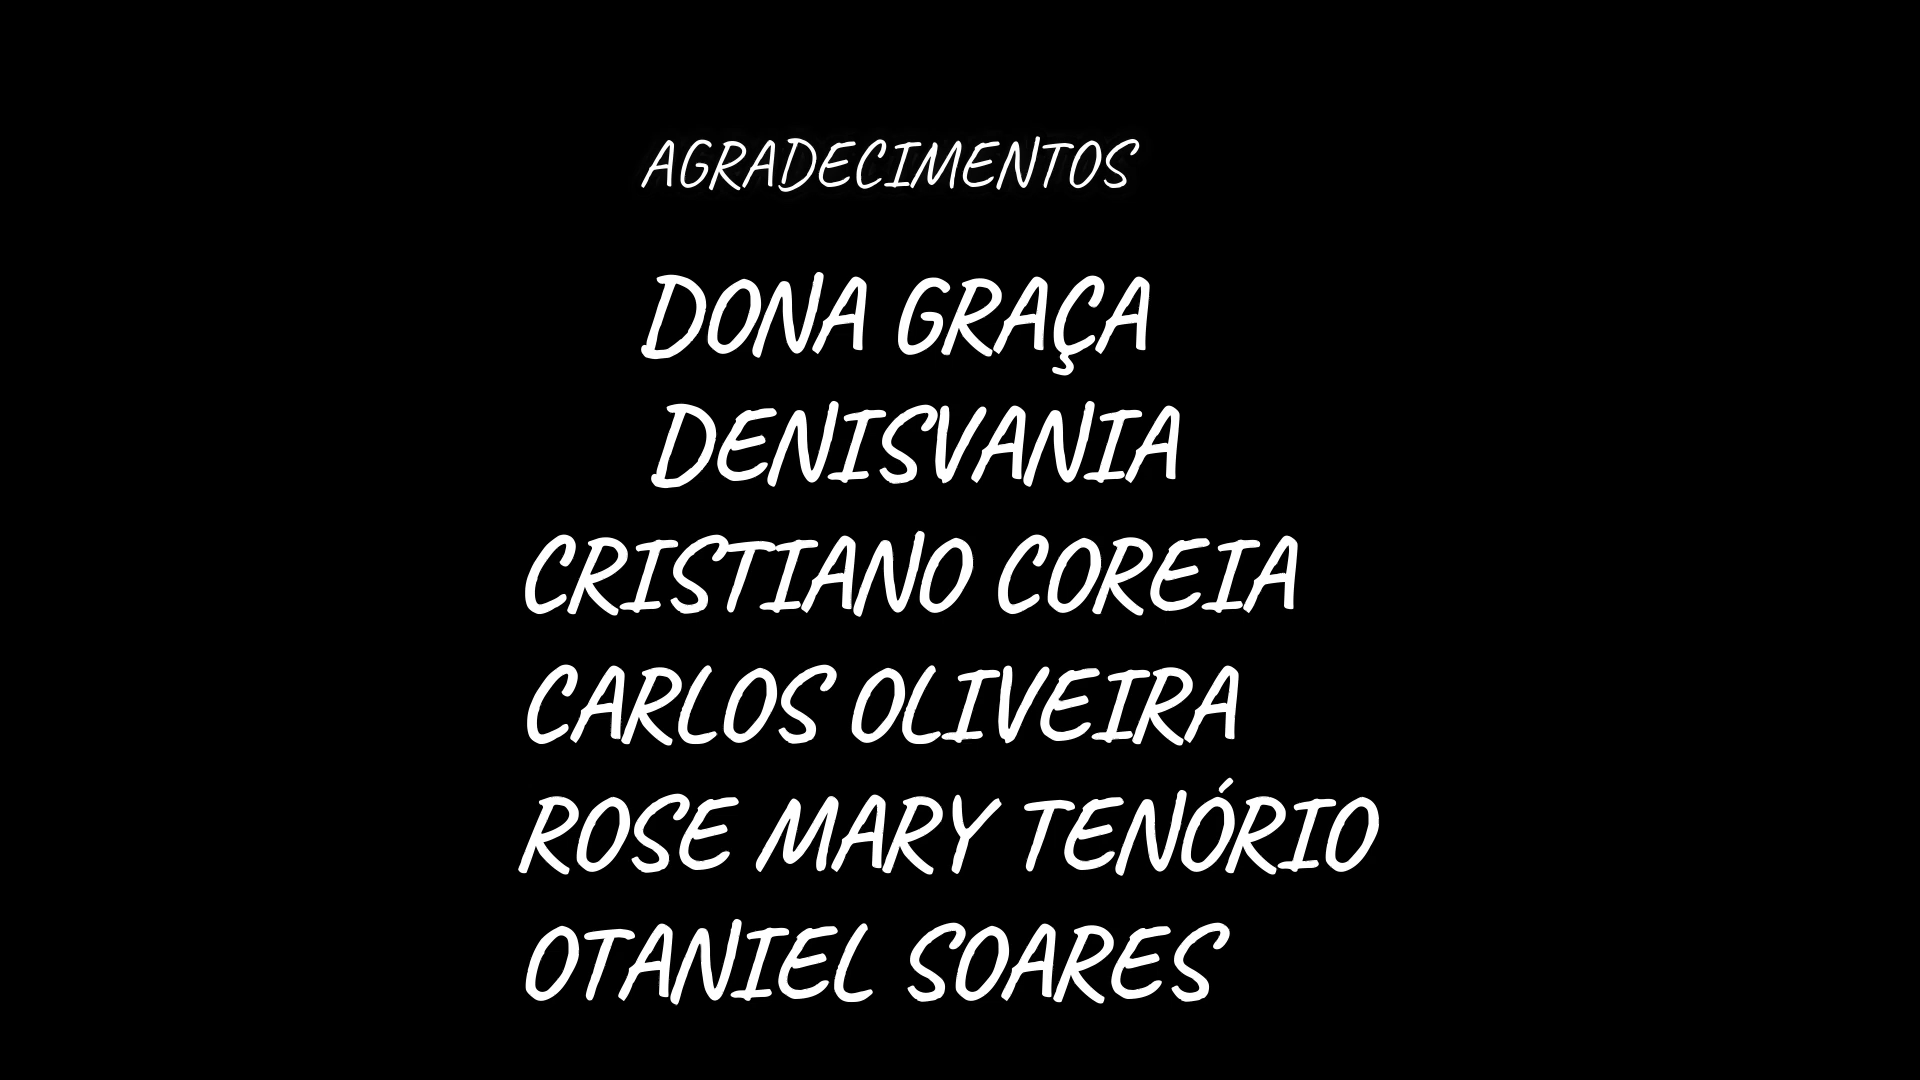 AGRADECIMENTOS
DONA GRAÇA
DENISVANIA
CRISTIANO COREIA
CARLOS OLIVEIRA
ROSE MARY TENÓRIO
OTANIEL SOARES